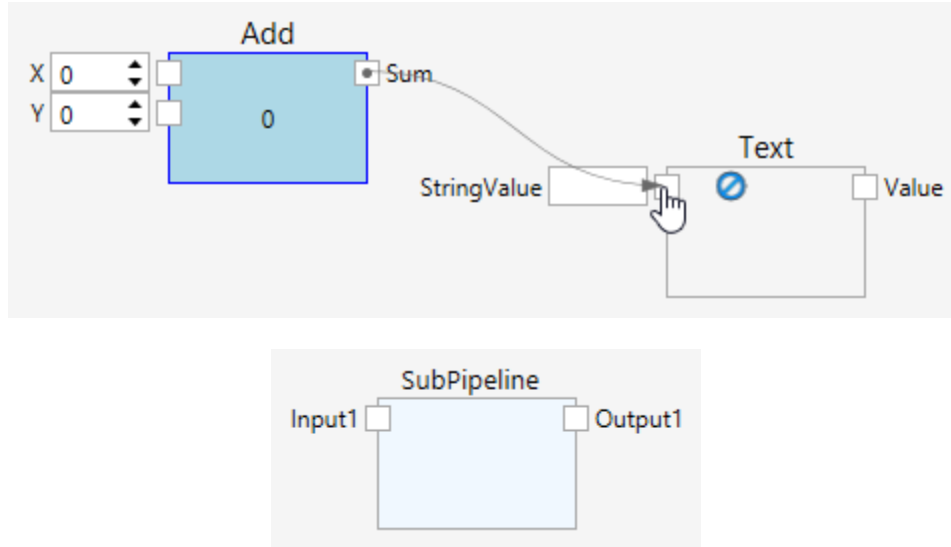 Add
X 0
Sum
Y 0
0
Text
StringValue
Value
SubPipeline
Input1
Output1